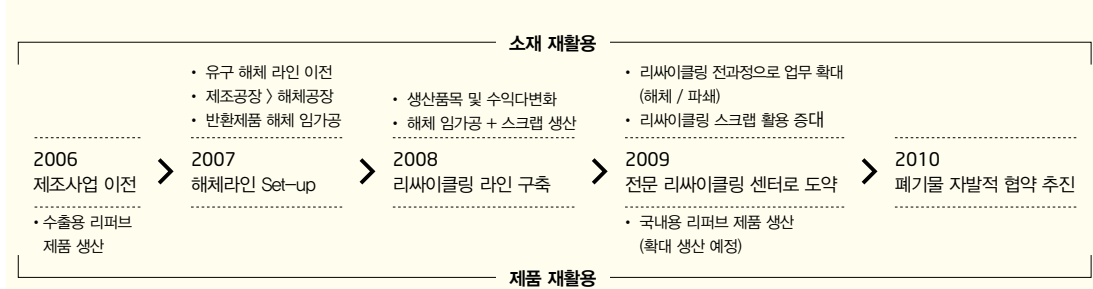 소재 재활용
• 유구 해체 라인 이전
• 제조공장 > 해체공장
• 반환제품 해체 임가공
• 생산품목 및 수익다변화
• 해체 임가공 + 스크랩 생산
• 리싸이클링 전과정으로 업무 확대
(해체 / 파쇄)
• 리싸이클링 스크랩 활용 증대
2006
제조사업 이전
2007
해체라인 Set-up
2008
리싸이클링 라인 구축
2009
전문 리싸이클링 센터로 도약
2010
폐기물 자발적 협약 추진
• 수출용 리퍼브
제품 생산
• 국내용 리퍼브 제품 생산
(확대 생산 예정)
제품 재활용